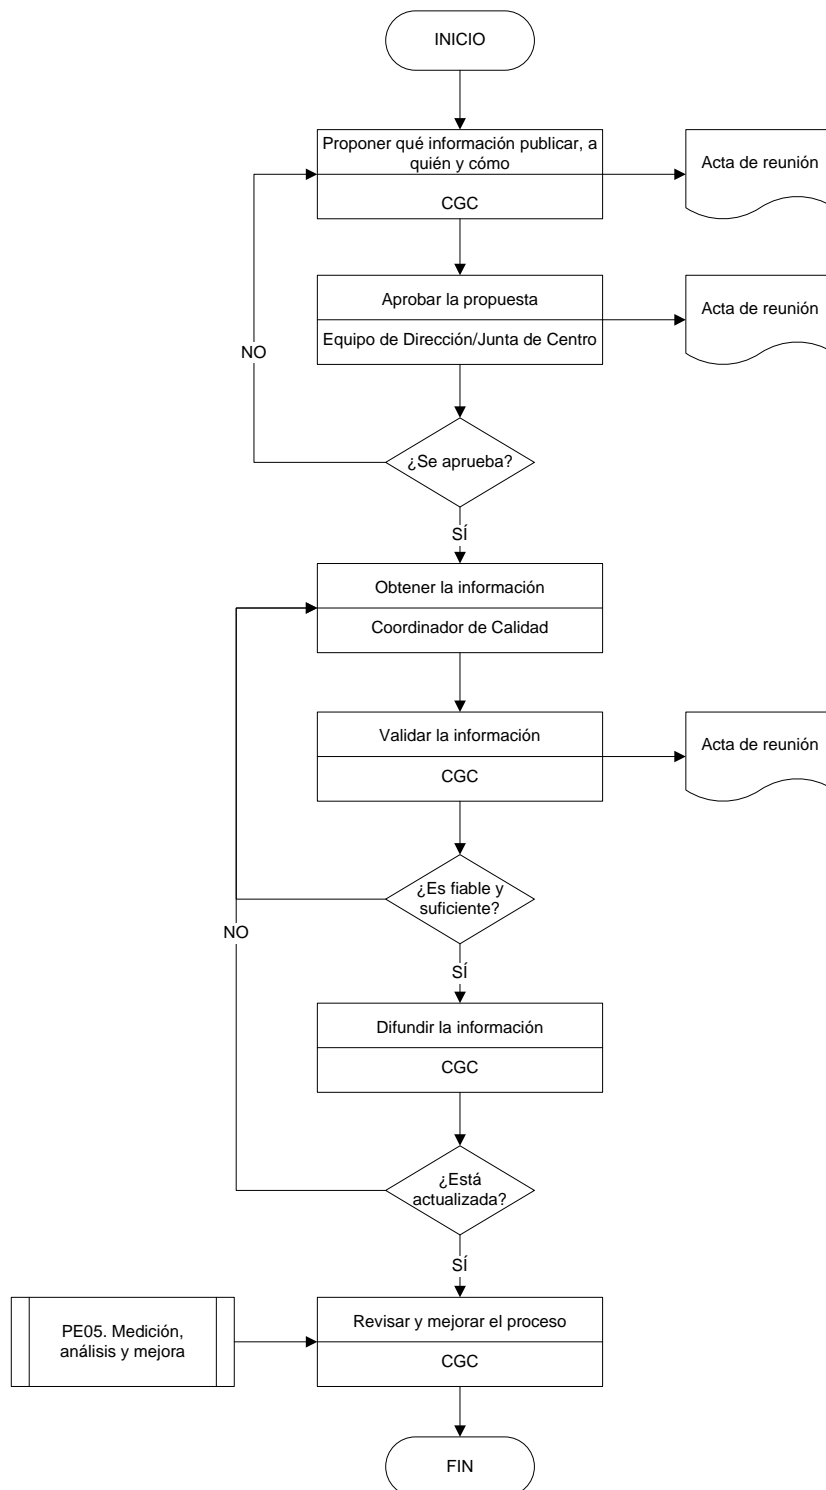 INICIO
Proponer qué información publicar, a
quién y cómo
CGC
Acta de reunión
Aprobar la propuesta
Equipo de Dirección/Junta de Centro
Acta de reunión
NO
¿Se aprueba?
SÍ
Obtener la información
Coordinador de Calidad
Validar la información
CGC
Acta de reunión
¿Es fiable y
suficiente?
NO
SÍ
Difundir la información
CGC
¿Está
actualizada?
SÍ
PE05. Medición,
análisis y mejora
Revisar y mejorar el proceso
CGC
FIN